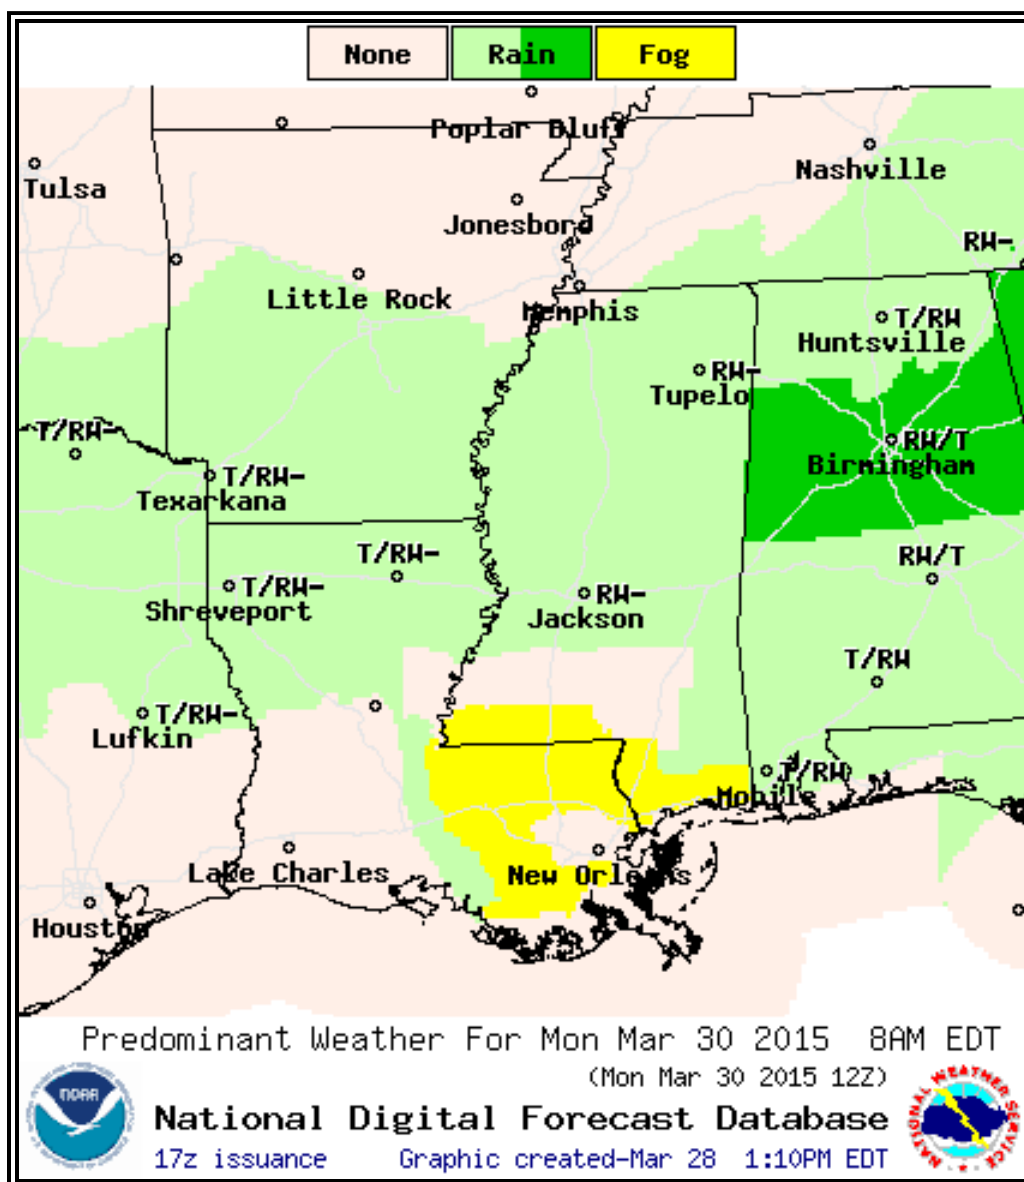 None Rain Fog
Poplar Bluff
Nashville
Tulsa
Jonesboro
RW-
Little Rock
Memphis
T/RW
Huntsville
RW-
Tupelo
T/RW-
RW/T
Birmingham
T/RW-
Texarkana
T/RW-
RW/T
T/RW-
Shreveport
RW-
Jackson
T/RW
T/RW-
Lufkin
T/RW
Mobile
Lake Charles
New Orleans
Houston
Predominant Weather For Mon Mar 30 2015 8AM EDT
(Mon Mar 30 2015 12Z)
NOAA
National Digital Forecast Database
17z issuance Graphic created-Mar 28 1:10PM EDT
NATIONAL WEATHER SERVICE